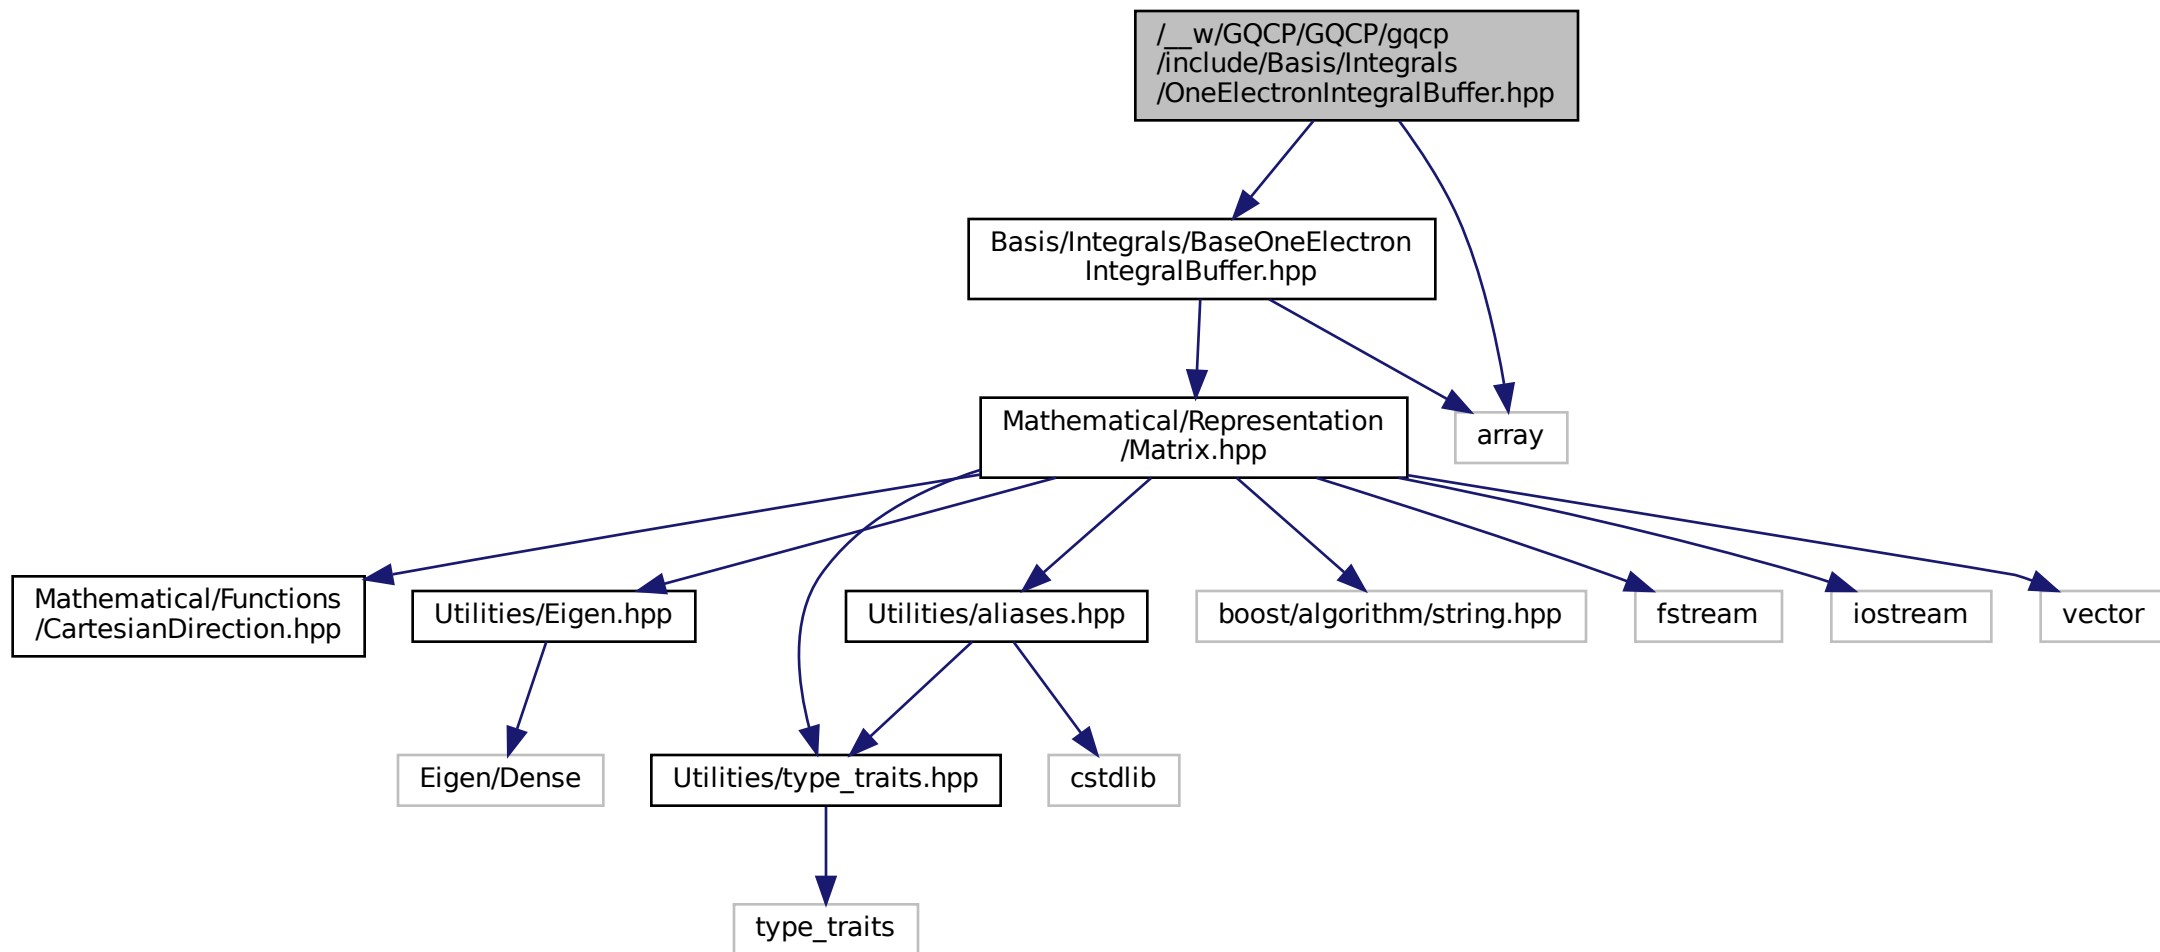 /__w/GQCP/GQCP/gqcp
/include/Basis/Integrals
/OneElectronIntegralBuffer.hpp
Basis/Integrals/BaseOneElectron
IntegralBuffer.hpp
Mathematical/Representation
/Matrix.hpp
array
Mathematical/Functions
/CartesianDirection.hpp
Utilities/Eigen.hpp
Utilities/aliases.hpp
boost/algorithm/string.hpp
fstream
iostream
vector
Eigen/Dense
Utilities/type_traits.hpp
cstdlib
type_traits